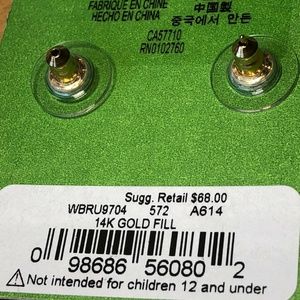 FABRIQUÉ EN CHINE
HECHO EN CHINA
中国製
중국에서 만든
CA57710
RN0102760
Sugg. Retail $68.00
WBRU9704 572 A614
14K GOLD FILL
0 98686 56080 2
Not intended for children 12 and under